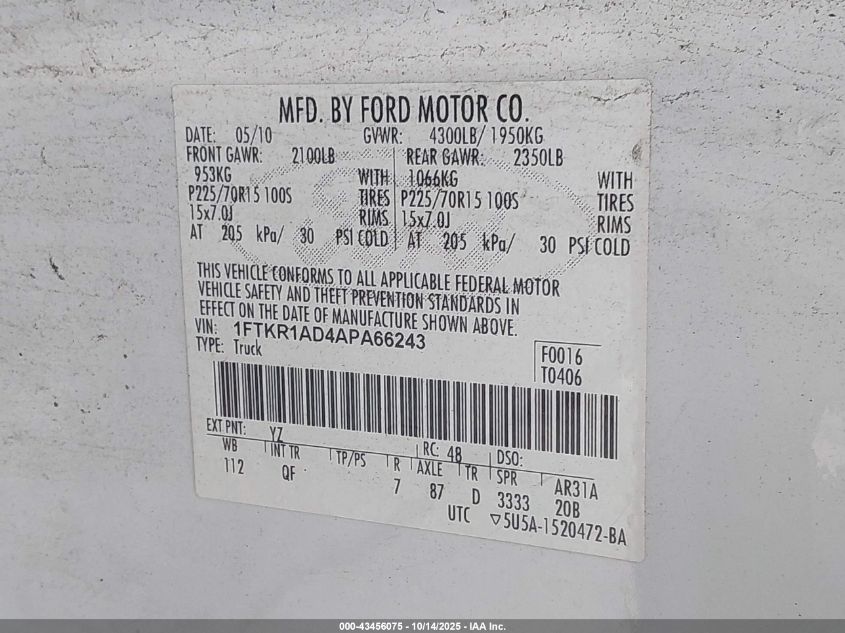 MFD. BY FORD MOTOR CO.
DATE: 05/10 GVWR: 4300LB/ 1950KG
FRONT GAWR: 2100LB REAR GAWR: 2350LB
953KG WITH 1066KG WITH
P225/70R15 100S TIRES P225/70R15 100S TIRES
15x7.0J RIMS 15x7.0J RIMS
AT 205 kPa/ 30 PSI COLD AT 205 kPa/ 30 PSI COLD
THIS VEHICLE CONFORMS TO ALL APPLICABLE FEDERAL MOTOR
VEHICLE SAFETY AND THEFT PREVENTION STANDARDS IN
EFFECT ON THE DATE OF MANUFACTURE SHOWN ABOVE.
VIN: 1FTKR1AD4APA66243
TYPE: Truck
F0016
T0406
EXT PNT: YZ RC: 48 DSO:
WB INT TR TP/PS R AXLE TR SPR AR31A
112 QF 7 87 D 3333 20B
UTC ▽5U5A-1520472-BA
000-43456075 - 10/14/2025 - IAA Inc.